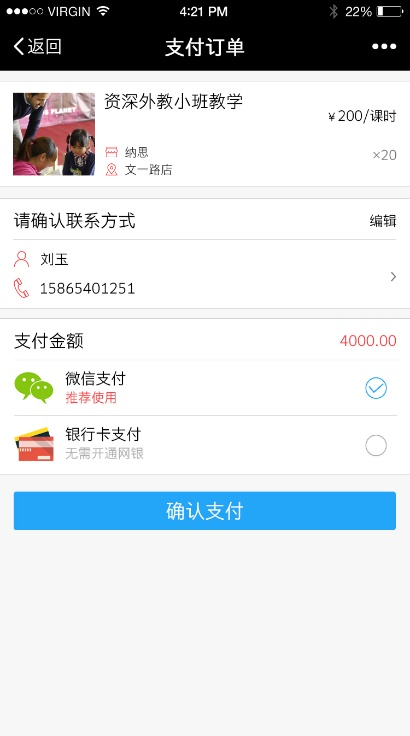 VIRGIN 4:21 PM 22%
返回 支付订单
资深外教小班教学
¥200/课时
纳思 ×20
文一路店
请确认联系方式 编辑
刘玉
15865401251
支付金额 4000.00
微信支付
推荐使用
银行卡支付
无需开通网银
确认支付